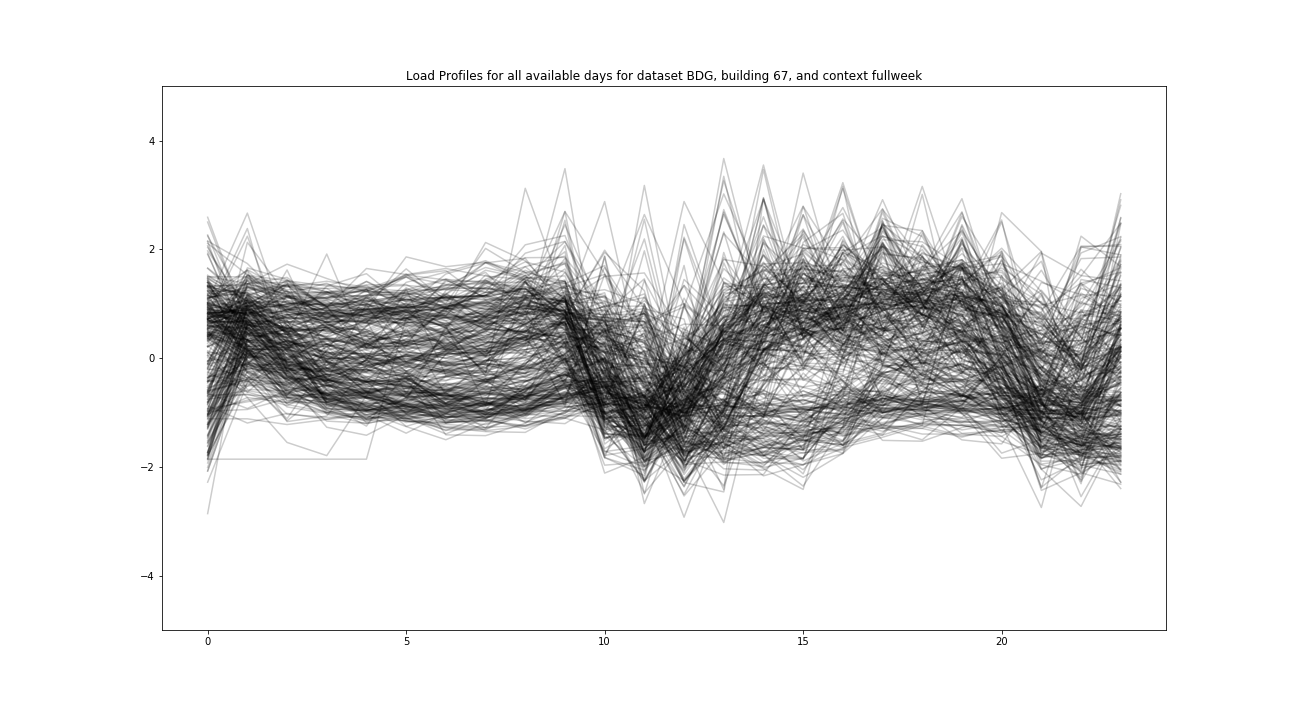 Load Profiles for all available days for dataset BDG, building 67, and context fullweek
4
2
0
−2
−4
0 5 10 15 20